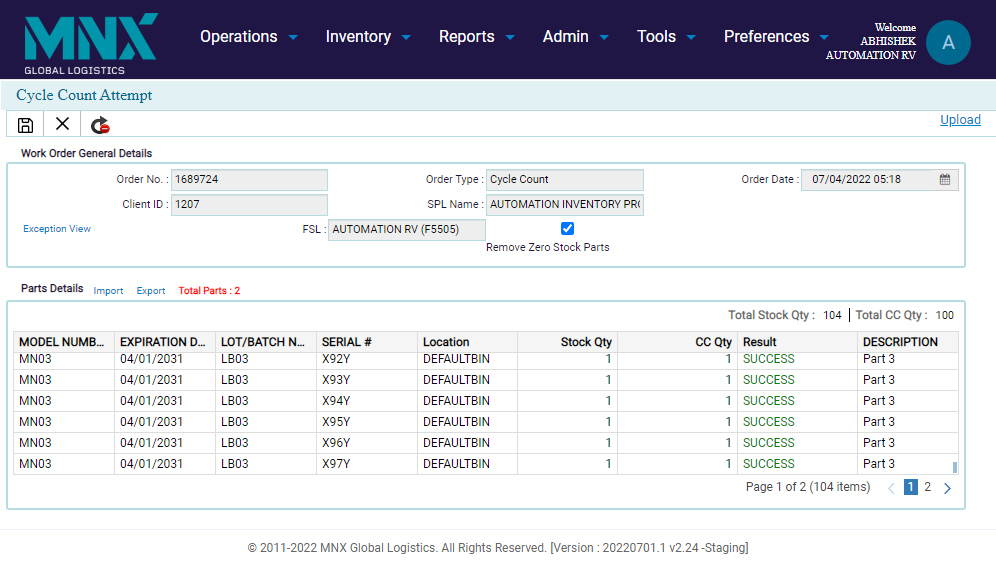 MNX
GLOBAL LOGISTICS
Operations Inventory Reports Admin Tools Preferences
Welcome
ABHISHEK
AUTOMATION RV
A
Cycle Count Attempt
Upload
Work Order General Details
Order No. : 1689724 Order Type : Cycle Count Order Date : 07/04/2022 05:18
Client ID : 1207 SPL Name : AUTOMATION INVENTORY PRO
Exception View FSL : AUTOMATION RV (F5505)
Remove Zero Stock Parts
Parts Details Import Export Total Parts : 2
Total Stock Qty : 104 Total CC Qty : 100
MODEL NUMB... EXPIRATION D... LOT/BATCH N... SERIAL # Location Stock Qty CC Qty Result DESCRIPTION
MN03 04/01/2031 LB03 X92Y DEFAULTBIN 1 1 SUCCESS Part 3
MN03 04/01/2031 LB03 X93Y DEFAULTBIN 1 1 SUCCESS Part 3
MN03 04/01/2031 LB03 X94Y DEFAULTBIN 1 1 SUCCESS Part 3
MN03 04/01/2031 LB03 X95Y DEFAULTBIN 1 1 SUCCESS Part 3
MN03 04/01/2031 LB03 X96Y DEFAULTBIN 1 1 SUCCESS Part 3
MN03 04/01/2031 LB03 X97Y DEFAULTBIN 1 1 SUCCESS Part 3
Page 1 of 2 (104 items) 1 2
© 2011-2022 MNX Global Logistics. All Rights Reserved. [Version : 20220701.1 v2.24 -Staging]